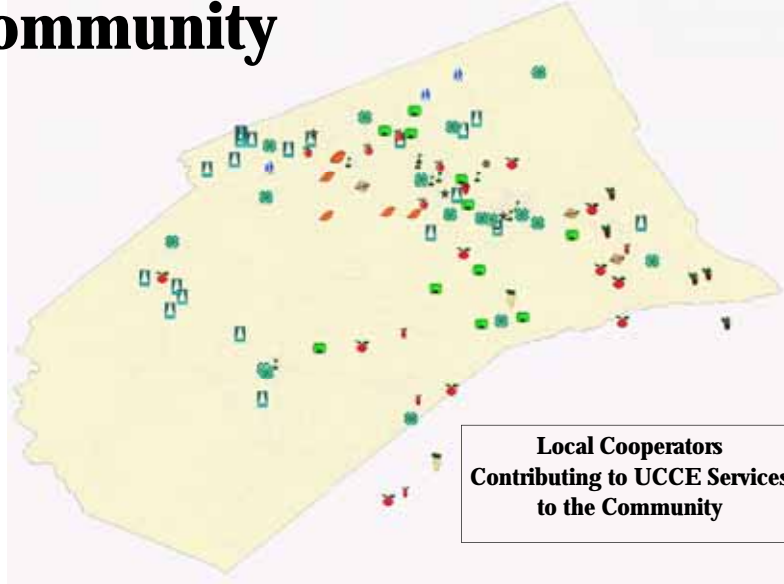 ommunity
Local Cooperators
Contributing to UCCE Services
to the Community